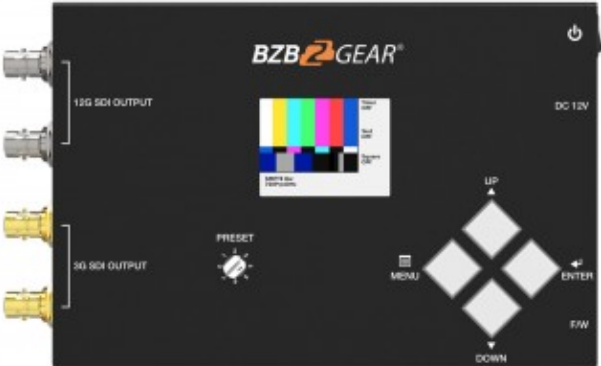 BZB GEAR®
12G SDI OUTPUT
DC 12V
UP
PRESET
3G SDI OUTPUT
MENU
ENTER
F/W
DOWN